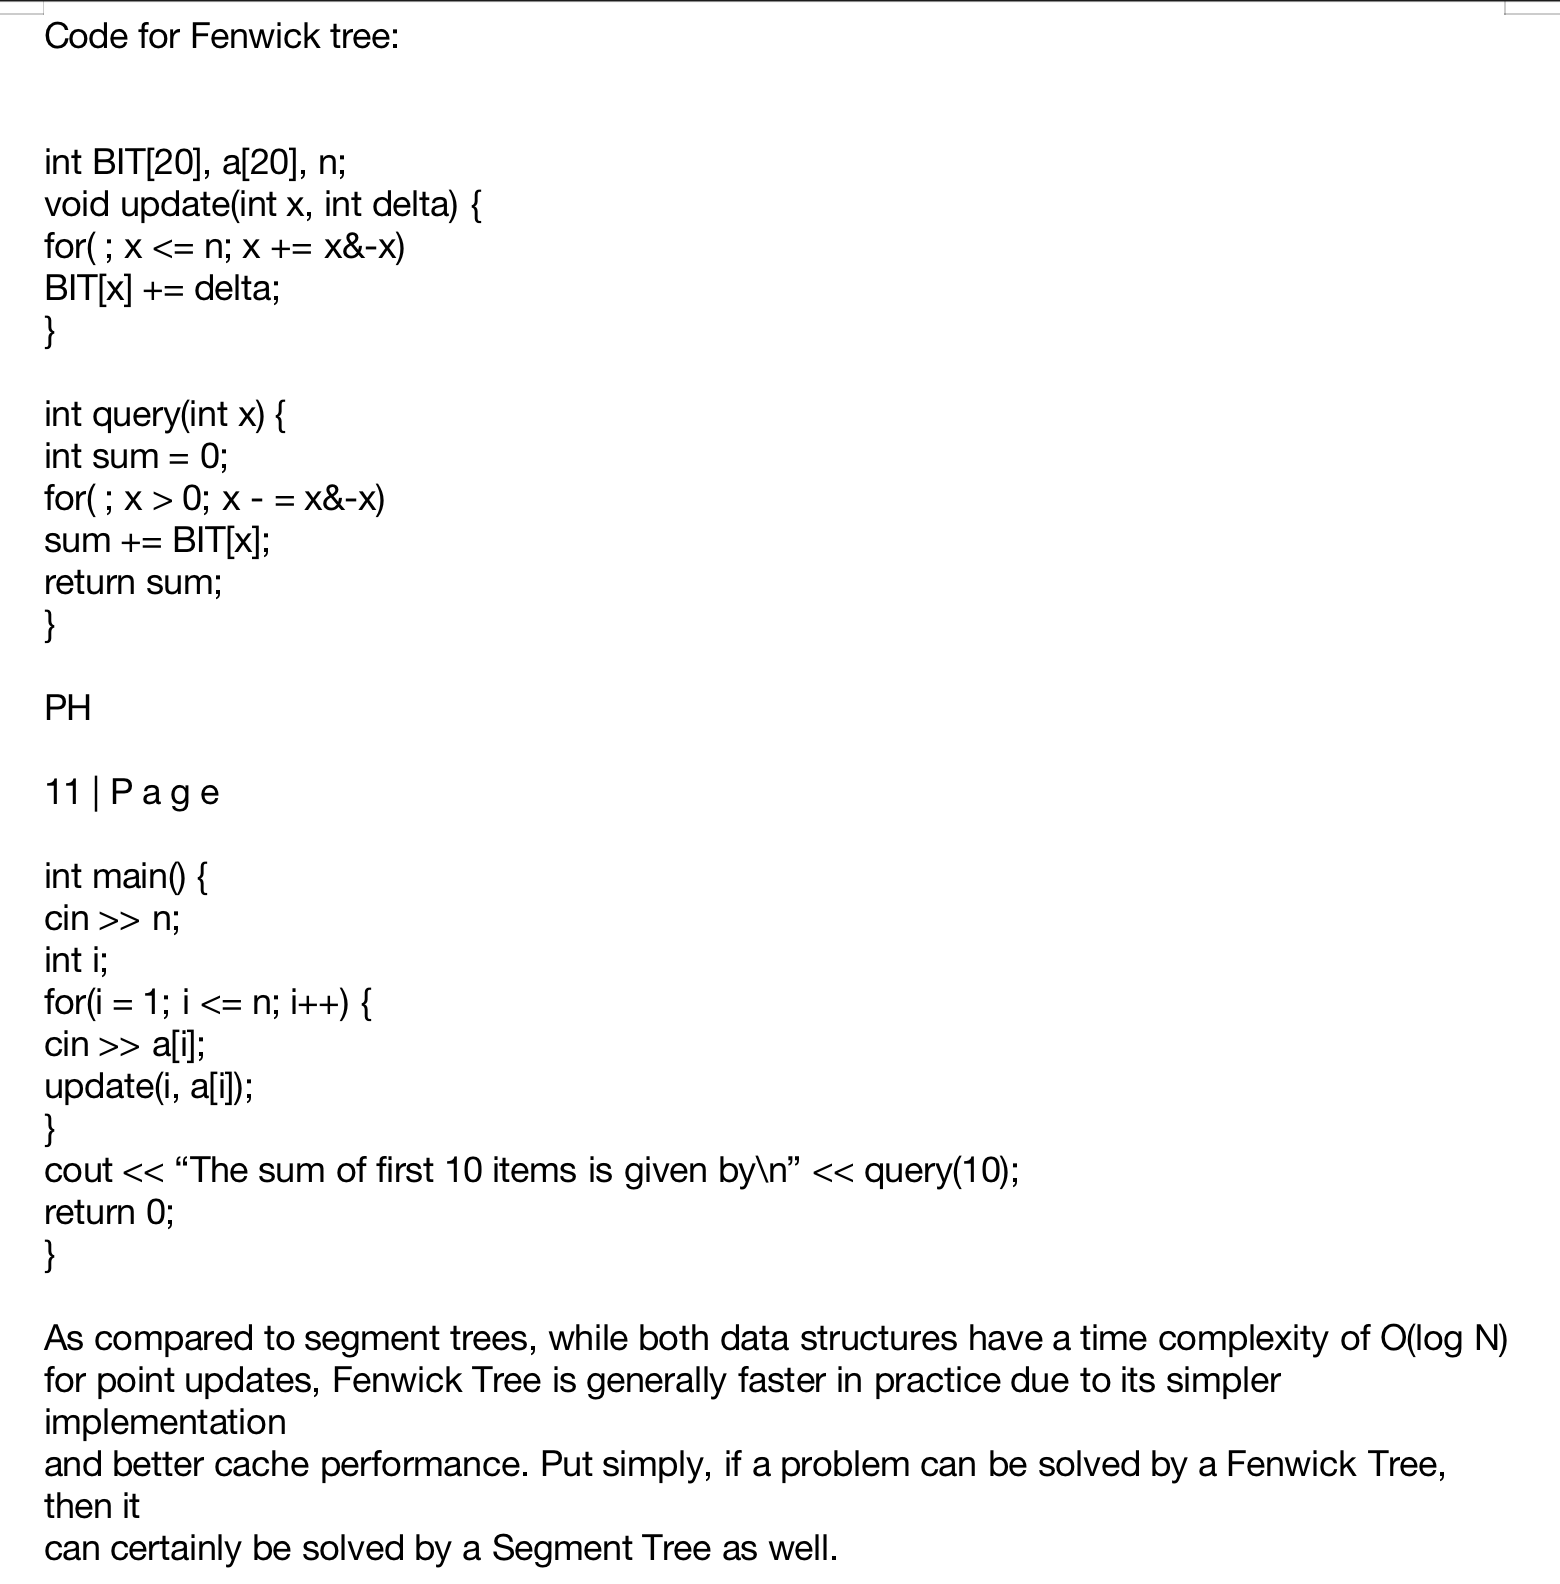 Code for Fenwick tree:
int BIT[20], a[20], n;
void update(int x, int delta) {
for( ; x <= n; x += x&-x)
BIT[x] += delta;
}
int query(int x) {
int sum = 0;
for( ; x > 0; x - = x&-x)
sum += BIT[x];
return sum;
}
PH
11 | P a g e
int main() {
cin >> n;
int i;
for(i = 1; i <= n; i++) {
cin >> a[i];
update(i, a[i]);
}
cout << “The sum of first 10 items is given by\n” << query(10);
return 0;
}
As compared to segment trees, while both data structures have a time complexity of O(log N)
for point updates, Fenwick Tree is generally faster in practice due to its simpler
implementation
and better cache performance. Put simply, if a problem can be solved by a Fenwick Tree,
then it
can certainly be solved by a Segment Tree as well.